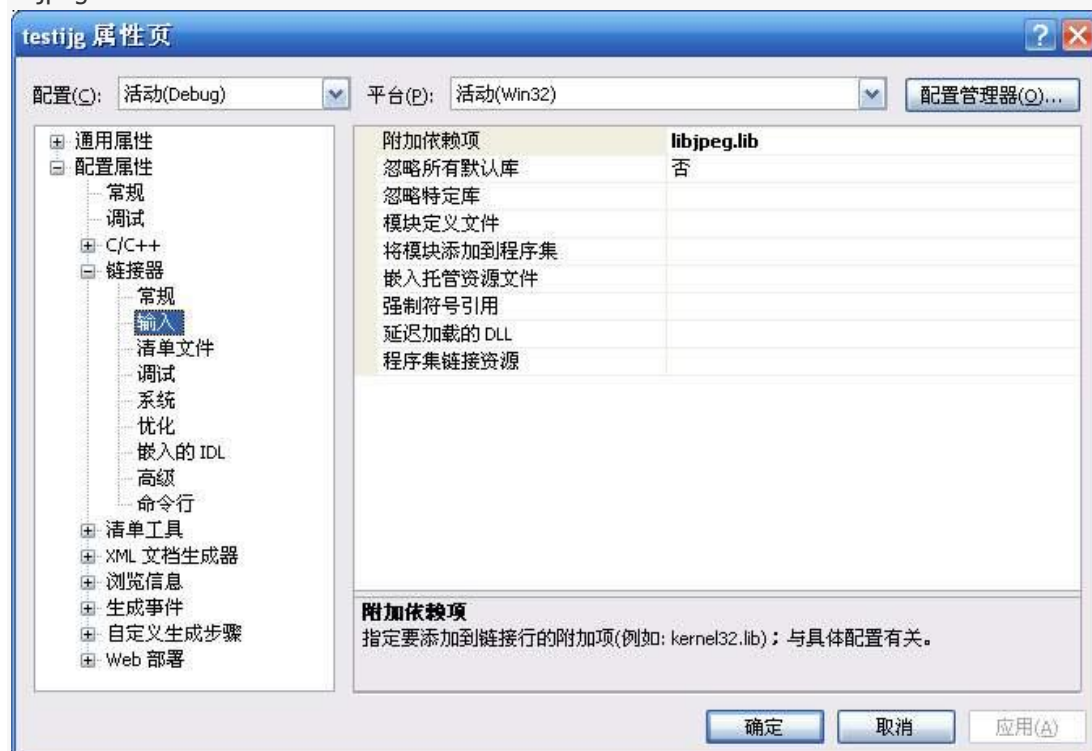 testijg 属性页
配置(C): 活动(Debug) 平台(P): 活动(Win32) 配置管理器(O)...
通用属性
配置属性
常规
调试
C/C++
链接器
常规
输入
清单文件
调试
系统
优化
嵌入的 IDL
高级
命令行
清单工具
XML 文档生成器
浏览信息
生成事件
自定义生成步骤
Web 部署
附加依赖项 libjpeg.lib
忽略所有默认库 否
忽略特定库
模块定义文件
将模块添加到程序集
嵌入托管资源文件
强制符号引用
延迟加载的 DLL
程序集链接资源
附加依赖项
指定要添加到链接行的附加项(例如: kernel32.lib)；与具体配置有关。
确定 取消 应用(A)